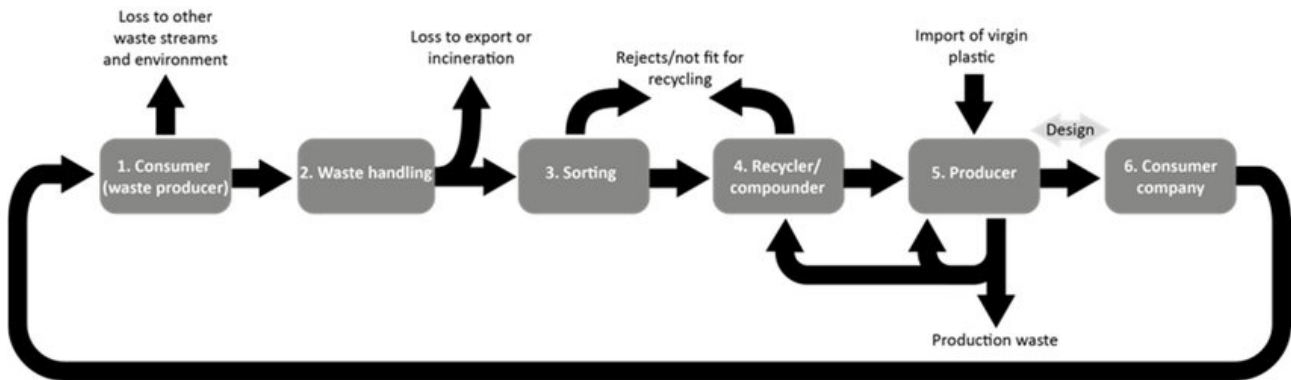 Loss to other
waste streams
and environment
Loss to export or
incineration
Rejects/not fit for
recycling
Import of virgin
plastic
Design
1. Consumer
(waste producer)
2. Waste handling
3. Sorting
4. Recycler/
compounder
5. Producer
6. Consumer
company
Production waste